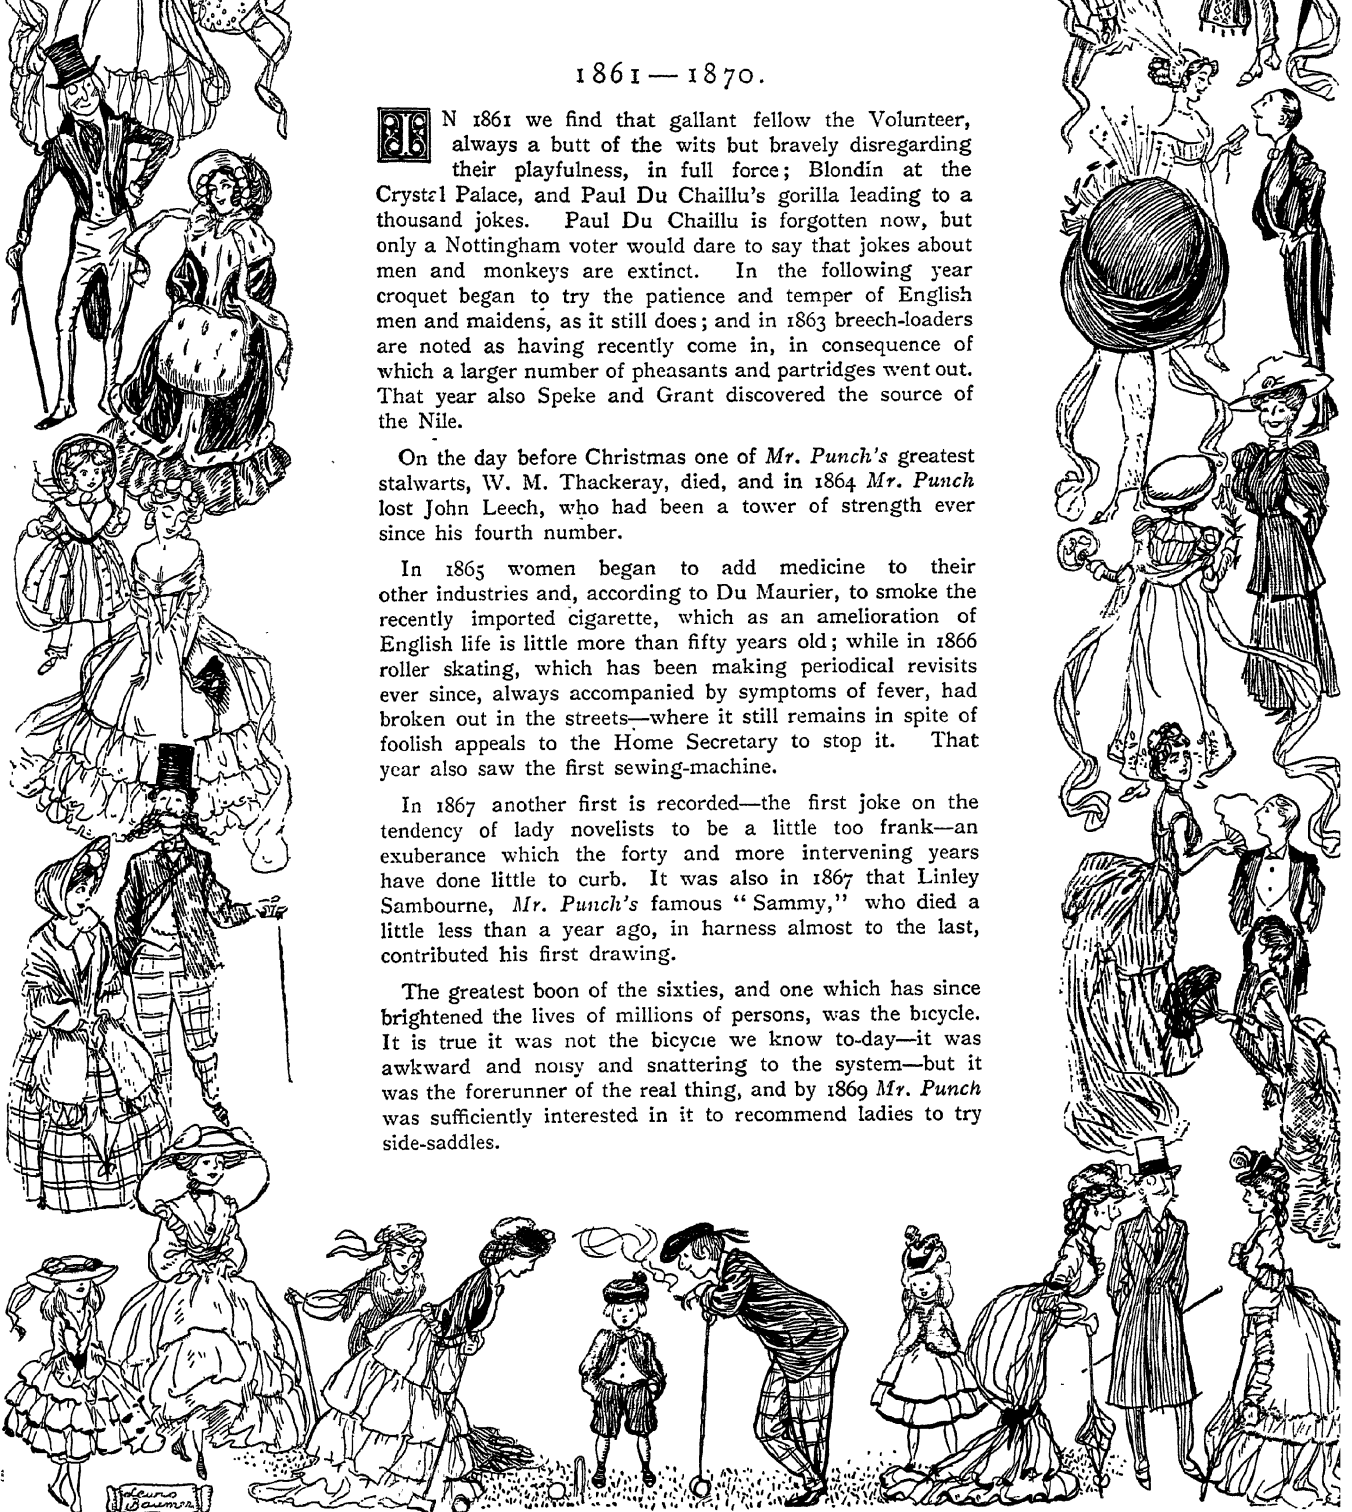 1861—1870.
IN 1861 we find that gallant fellow the Volunteer,
always a butt of the wits but bravely disregarding
their playfulness, in full force; Blondin at the
Crystal Palace, and Paul Du Chaillu's gorilla leading to a
thousand jokes. Paul Du Chaillu is forgotten now, but
only a Nottingham voter would dare to say that jokes about
men and monkeys are extinct. In the following year
croquet began to try the patience and temper of English
men and maidens, as it still does; and in 1863 breech-loaders
are noted as having recently come in, in consequence of
which a larger number of pheasants and partridges went out.
That year also Speke and Grant discovered the source of
the Nile.
On the day before Christmas one of Mr. Punch's greatest
stalwarts, W. M. Thackeray, died, and in 1864 Mr. Punch
lost John Leech, who had been a tower of strength ever
since his fourth number.
In 1865 women began to add medicine to their
other industries and, according to Du Maurier, to smoke the
recently imported cigarette, which as an amelioration of
English life is little more than fifty years old; while in 1866
roller skating, which has been making periodical revisits
ever since, always accompanied by symptoms of fever, had
broken out in the streets—where it still remains in spite of
foolish appeals to the Home Secretary to stop it. That
year also saw the first sewing-machine.
In 1867 another first is recorded—the first joke on the
tendency of lady novelists to be a little too frank—an
exuberance which the forty and more intervening years
have done little to curb. It was also in 1867 that Linley
Sambourne, Mr. Punch's famous "Sammy," who died a
little less than a year ago, in harness almost to the last,
contributed his first drawing.
The greatest boon of the sixties, and one which has since
brightened the lives of millions of persons, was the bicycle.
It is true it was not the bicycle we know to-day—it was
awkward and noisy and snattering to the system—but it
was the forerunner of the real thing, and by 1869 Mr. Punch
was sufficiently interested in it to recommend ladies to try
side-saddles.
Lewis
Baumer